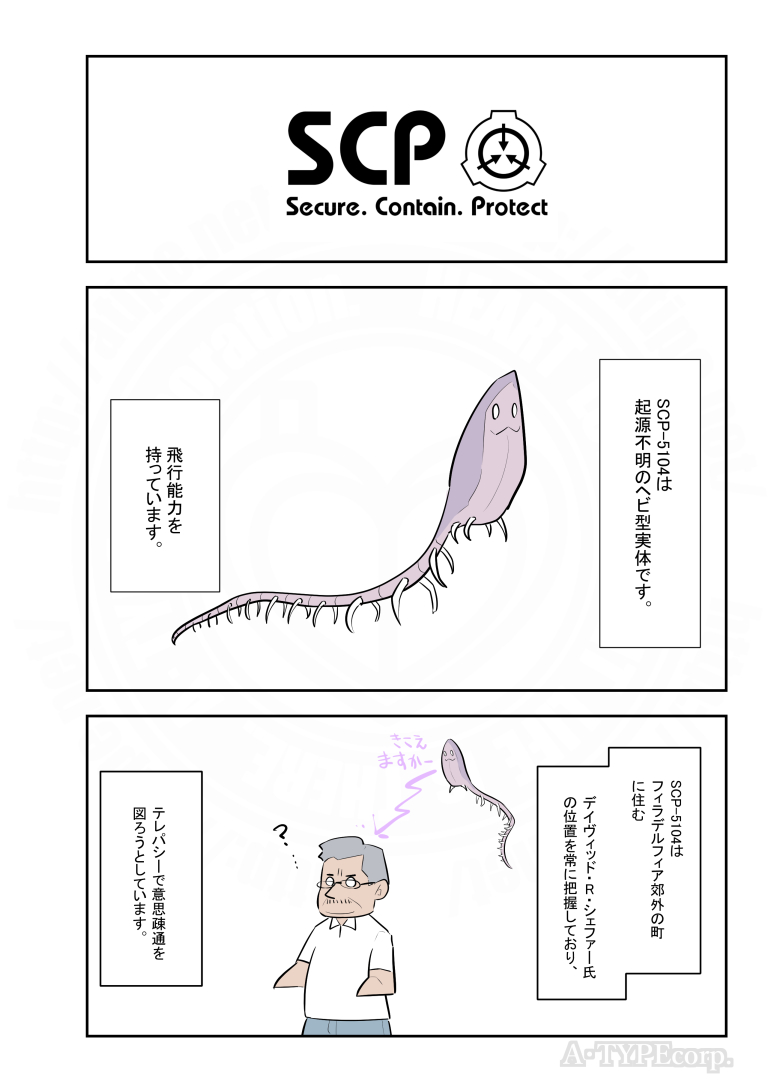 SCP
Secure. Contain. Protect
SCP-5104は
起源不明のヘビ型実体です。
飛行能力を
持っています。
SCP-5104は
フィラデルフィア郊外の町
に住む
デイヴィッド・R・シェファー氏
の位置を常に把握しており、
きこえ
ますかー
?…
テレパシーで意思疎通を
図ろうとしています。
A-TYPEcorp.